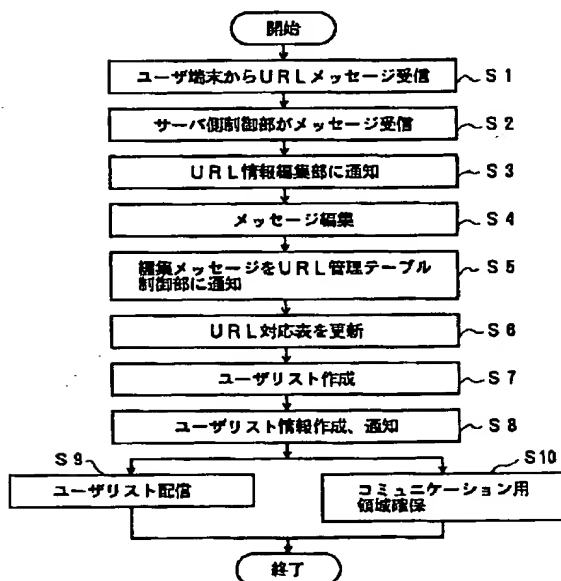 開始
ユーザ端末からURLメッセージ受信
S1
サーバ側制御部がメッセージ受信
S2
URL情報編集部に通知
S3
メッセージ編集
S4
編集メッセージをURL管理テーブル
制御部に通知
S5
URL対応表を更新
S6
ユーザリスト作成
S7
ユーザリスト情報作成、通知
S8
S9
ユーザリスト配信
S10
コミュニケーション用
領域確保
終了